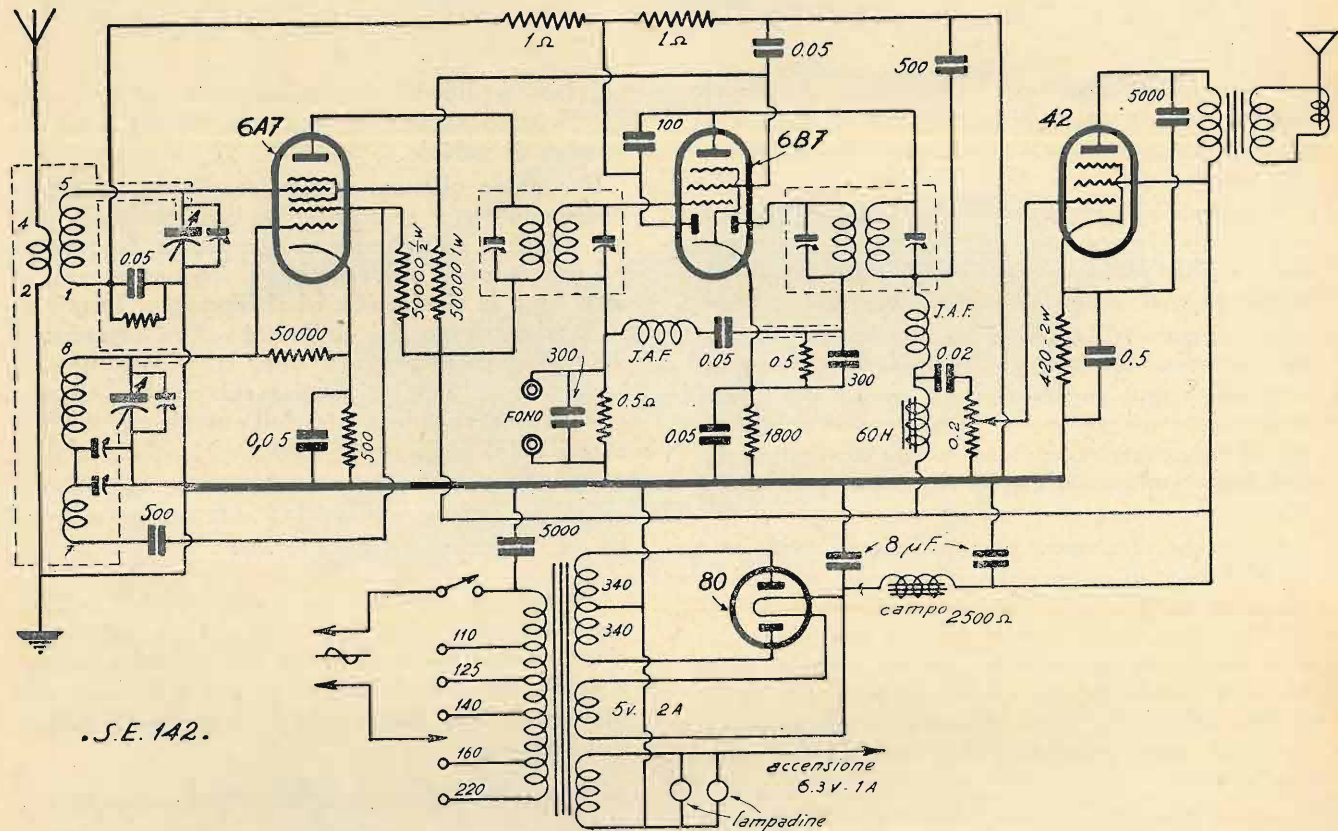 1 Ω
1 Ω
0.05
500
5000
42
6A7
100
6B7
5
4
2
1
0.05
50000 ½ W
50000 1 W
50000
8
7
0,05
500
500
300
FONO
J.A.F.
0.05
0.5 Ω
0.5
300
0.05
1800
J.A.F.
0.02
60 H
0.2
420-2W
0.5
5000
340
340
80
8 µF.
campo 2500 Ω
110
125
140
160
220
5 v. 2 A
accensione
6.3 V - 1 A
lampadine
. S.E. 142 .